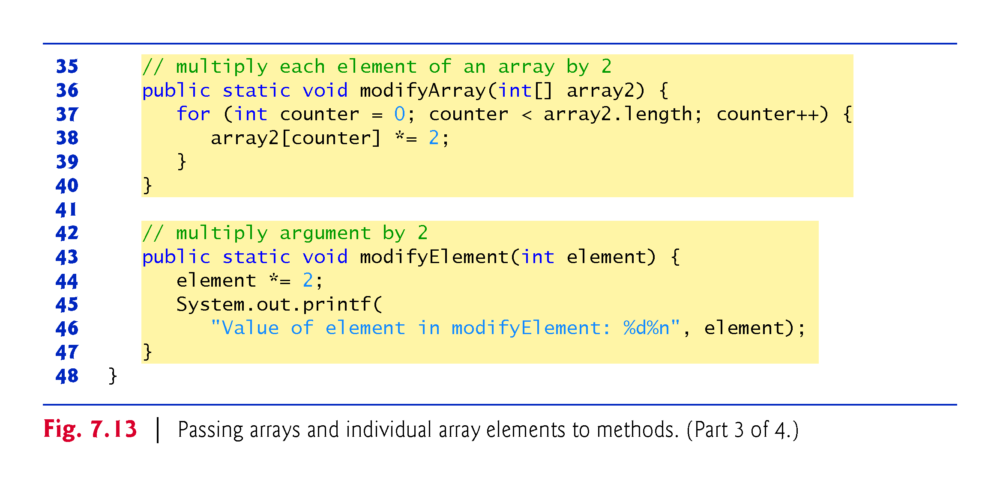 35 // multiply each element of an array by 2
36 public static void modifyArray(int[] array2) {
37 for (int counter = 0; counter < array2.length; counter++) {
38 array2[counter] *= 2;
39 }
40 }
41
42 // multiply argument by 2
43 public static void modifyElement(int element) {
44 element *= 2;
45 System.out.printf(
46 "Value of element in modifyElement: %d%n", element);
47 }
48 }
Fig. 7.13 | Passing arrays and individual array elements to methods. (Part 3 of 4.)